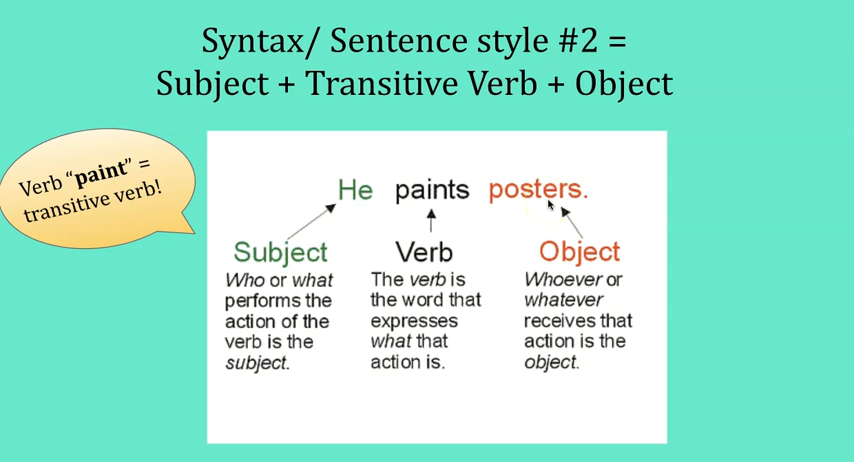 Syntax/ Sentence style #2 =
Subject + Transitive Verb + Object
Verb “paint” =
transitive verb!
He paints posters.
Subject
Who or what
performs the
action of the
verb is the
subject.
Verb
The verb is
the word that
expresses
what that
action is.
Object
Whoever or
whatever
receives that
action is the
object.